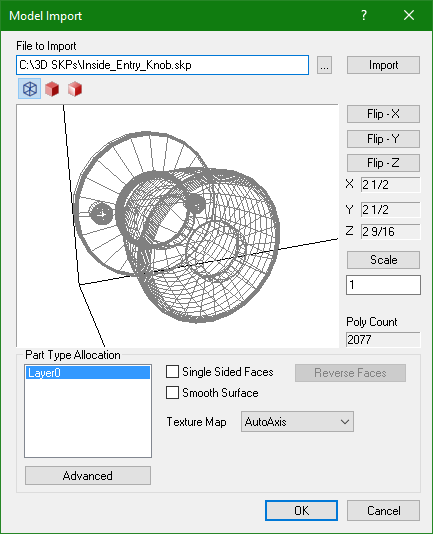 Model Import
File to Import
C:\3D SKPs\Inside_Entry_Knob.skp
...
Import
Flip - X
Flip - Y
Flip - Z
X 2 1/2
Y 2 1/2
Z 2 9/16
Scale
1
Poly Count
2077
Part Type Allocation
Layer0
Single Sided Faces
Reverse Faces
Smooth Surface
Texture Map AutoAxis
Advanced
OK
Cancel